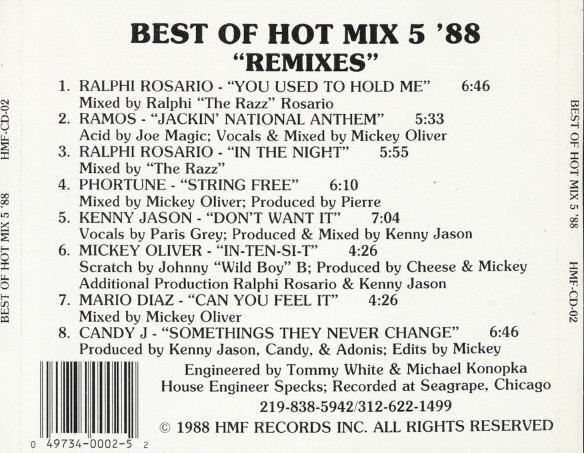 BEST OF HOT MIX 5 '88
"REMIXES"
1. RALPHI ROSARIO - "YOU USED TO HOLD ME" 6:46
Mixed by Ralphi "The Razz" Rosario
2. RAMOS - "JACKIN' NATIONAL ANTHEM" 5:33
Acid by Joe Magic; Vocals & Mixed by Mickey Oliver
3. RALPHI ROSARIO - "IN THE NIGHT" 5:55
Mixed by "The Razz"
4. PHORTUNE - "STRING FREE" 6:10
Mixed by Mickey Oliver; Produced by Pierre
5. KENNY JASON - "DON'T WANT IT" 7:04
Vocals by Paris Grey; Produced & Mixed by Kenny Jason
6. MICKEY OLIVER - "IN-TEN-SI-T" 4:26
Scratch by Johnny "Wild Boy" B; Produced by Cheese & Mickey
Additional Production Ralphi Rosario & Kenny Jason
7. MARIO DIAZ - "CAN YOU FEEL IT" 4:26
Mixed by Mickey Oliver
8. CANDY J - "SOMETHINGS THEY NEVER CHANGE" 6:46
Produced by Kenny Jason, Candy, & Adonis; Edits by Mickey
Engineered by Tommy White & Michael Konopka
House Engineer Specks; Recorded at Seagrape, Chicago
219-838-5942/312-622-1499
© 1988 HMF RECORDS INC. ALL RIGHTS RESERVED
0 49734-0002-5 2
BEST OF HOT MIX 5 '88 HMF-CD-02
BEST OF HOT MIX 5 '88 HMF-CD-02